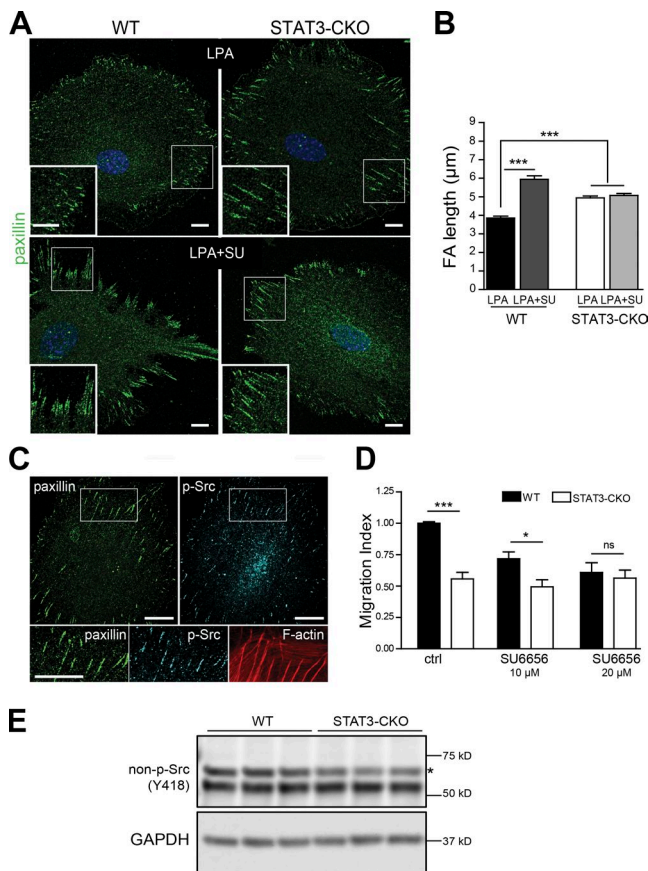 A
WT
STAT3-CKO
LPA
paxillin
LPA+SU
B
***
***
FA length (µm)
9
8
7
6
5
4
3
2
1
0
LPA LPA+SU LPA LPA+SU
WT STAT3-CKO
C
paxillin
p-Src
paxillin
p-Src
F-actin
D
WT STAT3-CKO
Migration Index
1.25
1.00
0.75
0.50
0.25
0.00
***
*
ns
ctrl SU6656 SU6656
10 µM 20 µM
E
WT STAT3-CKO
75 kD
non-p-Src *
(Y418)
50 kD
GAPDH 37 kD